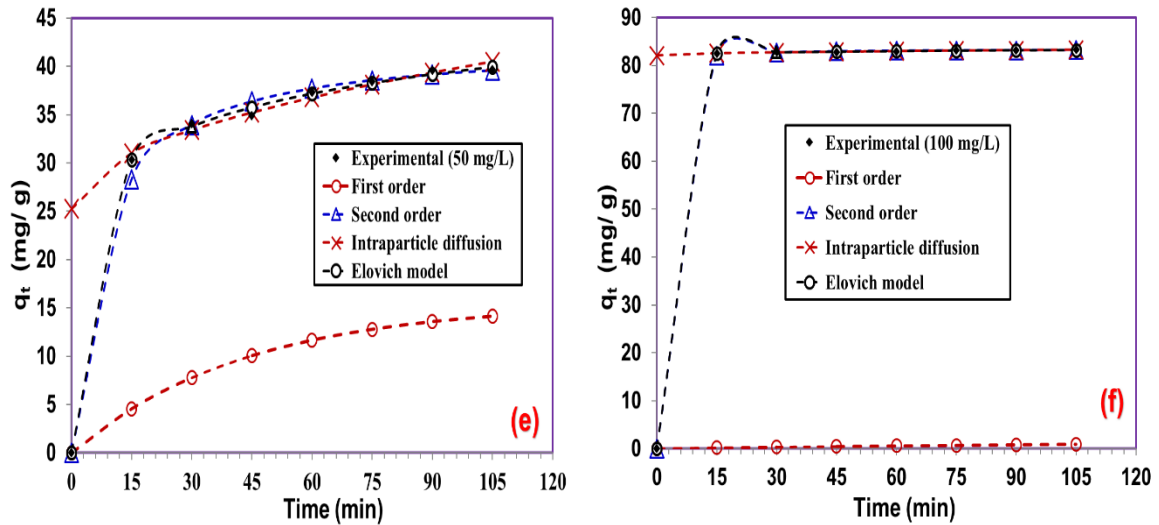 45
40
35
30
25
20
15
10
5
0
qt (mg/ g)
Experimental (50 mg/L)
First order
Second order
Intraparticle diffusion
Elovich model
(e)
0 15 30 45 60 75 90 105 120
Time (min)
90
80
70
60
50
40
30
20
10
0
qt (mg/ g)
Experimental (100 mg/L)
First order
Second order
Intraparticle diffusion
Elovich model
(f)
0 15 30 45 60 75 90 105 120
Time (min)